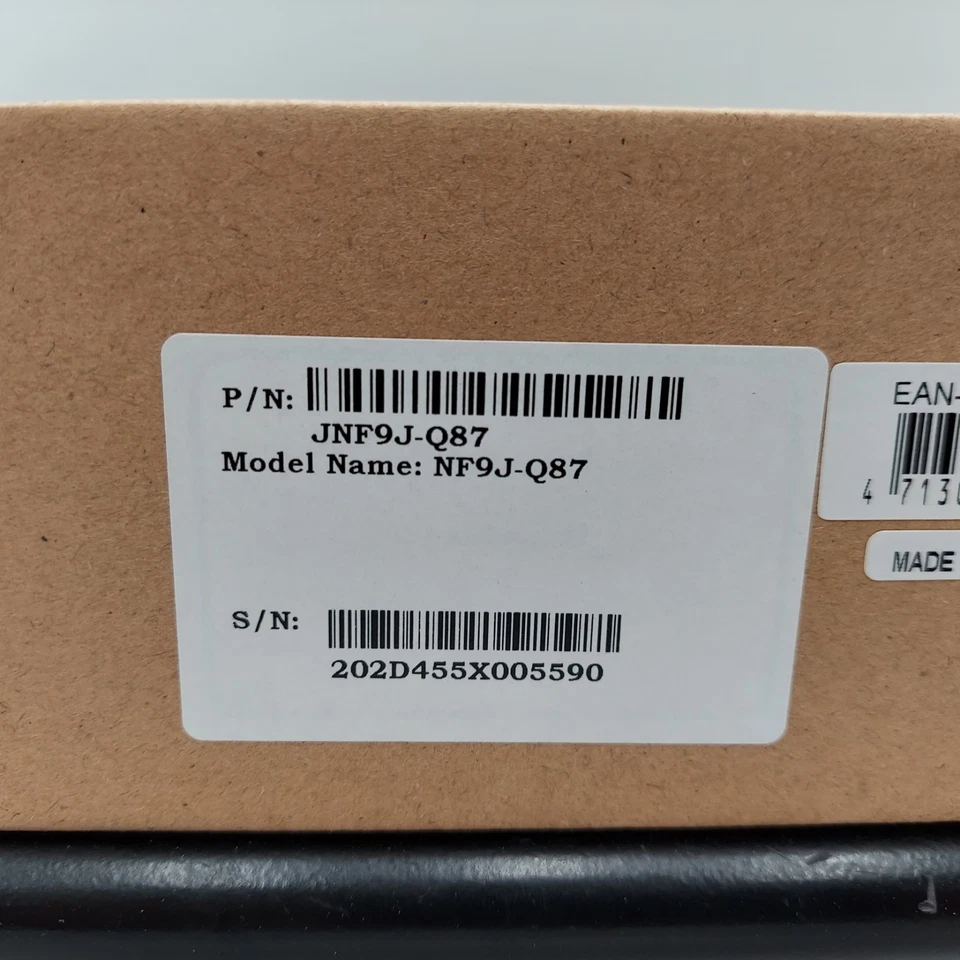 P/N:
JNF9J-Q87
Model Name: NF9J-Q87
S/N:
202D455X005590
EAN-
4 713
MADE